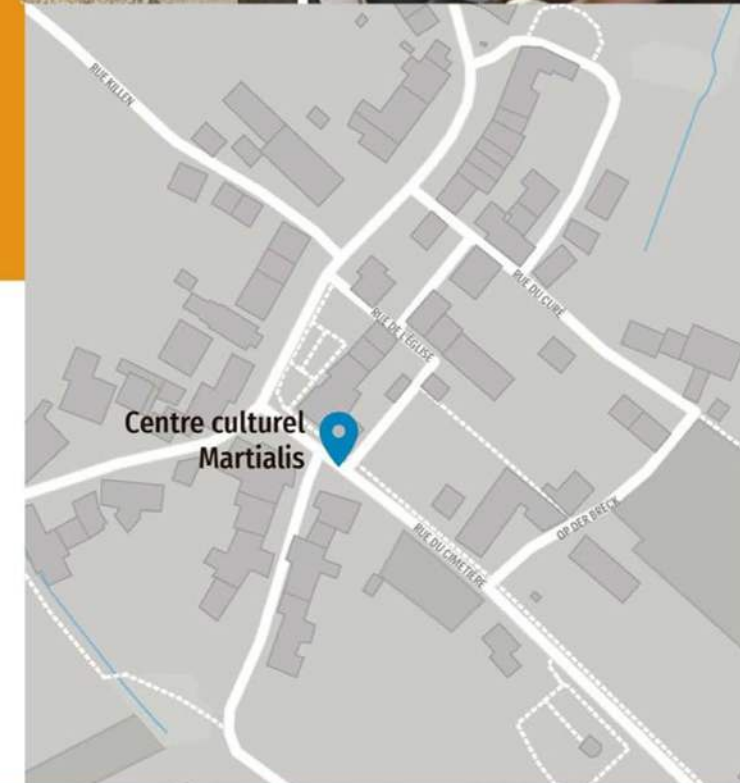 RUE KILLEN
RUE DU CURÉ
RUE DE L'ÉGLISE
Centre culturel
Martialis
OP DER BRECK
RUE DU CIMETIÈRE